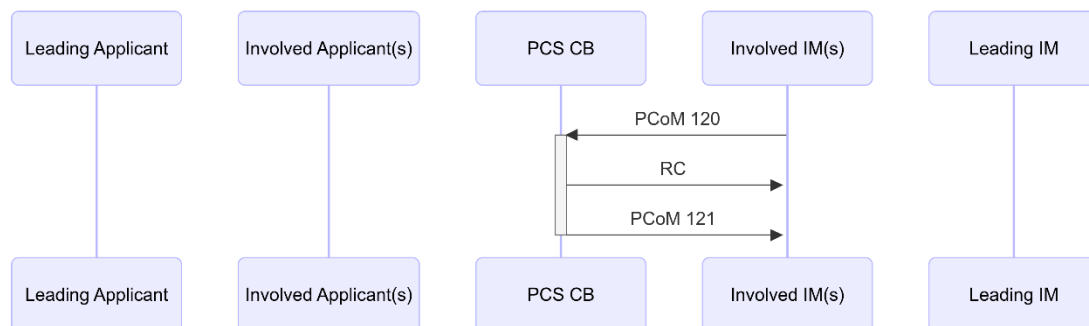 Leading Applicant
Involved Applicant(s)
PCS CB
Involved IM(s)
Leading IM
PCoM 120
RC
PCoM 121
Leading Applicant
Involved Applicant(s)
PCS CB
Involved IM(s)
Leading IM